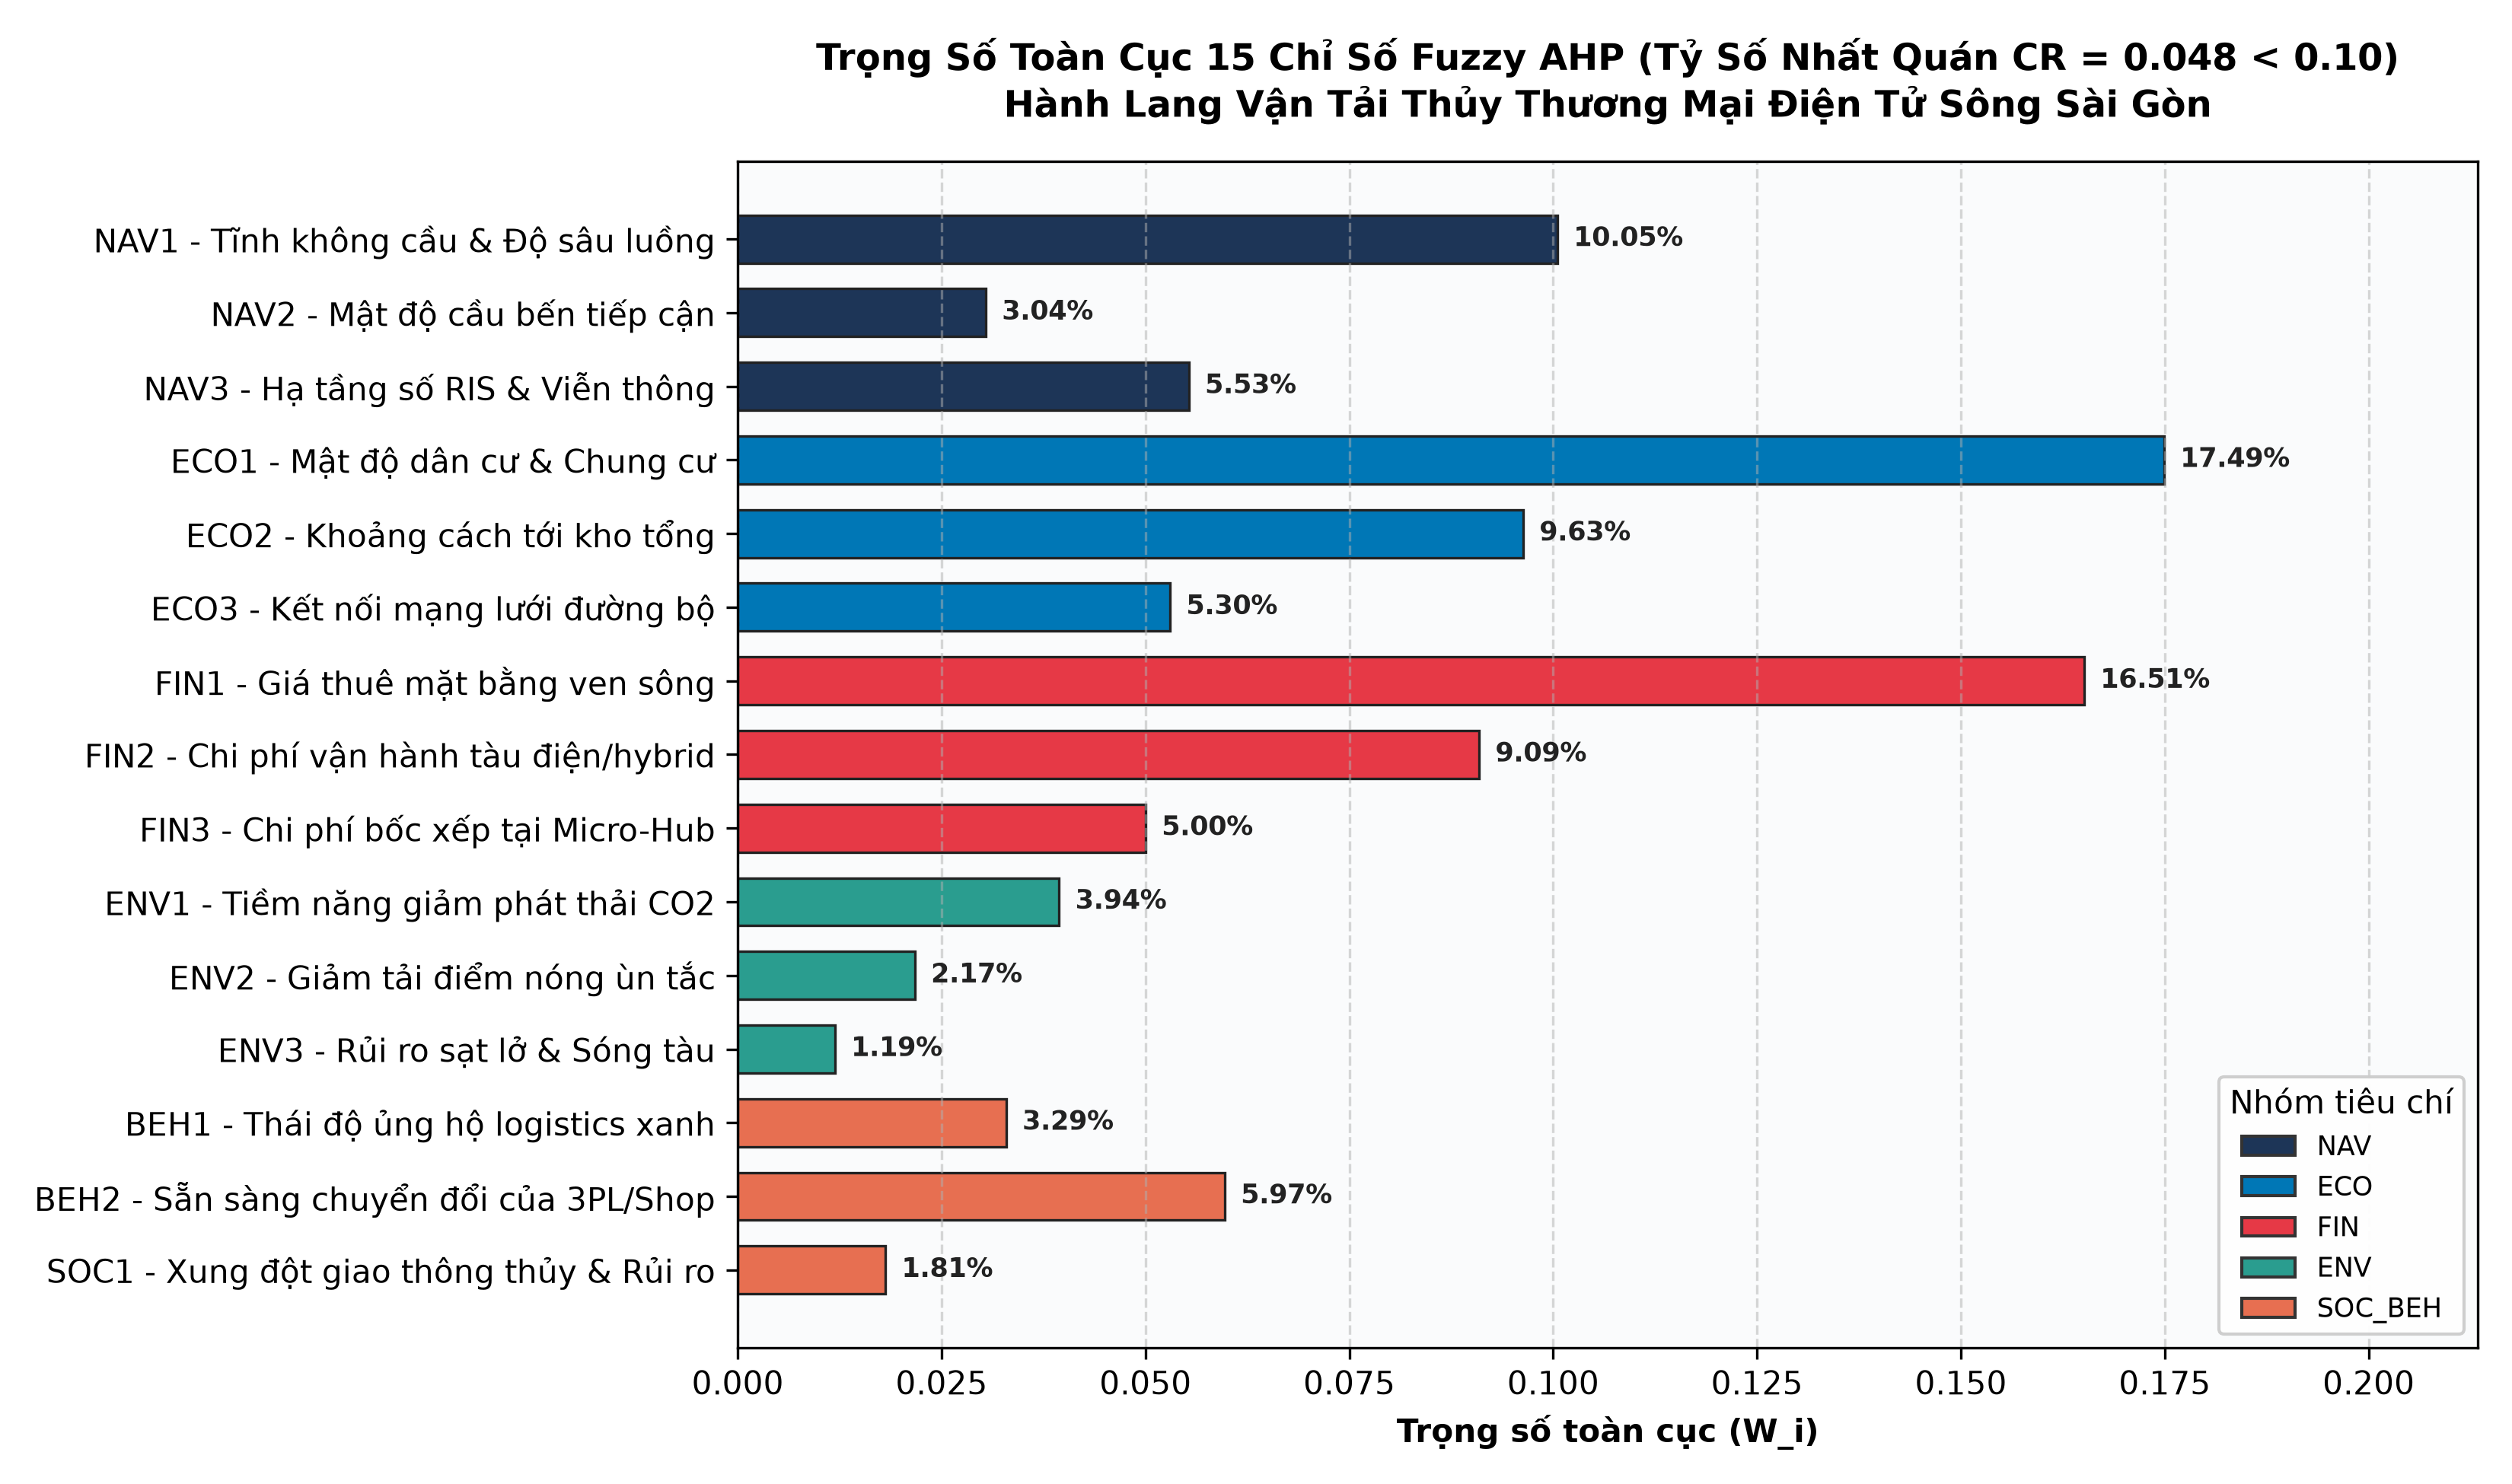 Trọng Số Toàn Cục 15 Chỉ Số Fuzzy AHP (Tỷ Số Nhất Quán CR = 0.048 < 0.10)
Hành Lang Vận Tải Thủy Thương Mại Điện Tử Sông Sài Gòn
NAV1 - Tĩnh không cầu & Độ sâu luồng 10.05%
NAV2 - Mật độ cầu bến tiếp cận 3.04%
NAV3 - Hạ tầng số RIS & Viễn thông 5.53%
ECO1 - Mật độ dân cư & Chung cư 17.49%
ECO2 - Khoảng cách tới kho tổng 9.63%
ECO3 - Kết nối mạng lưới đường bộ 5.30%
FIN1 - Giá thuê mặt bằng ven sông 16.51%
FIN2 - Chi phí vận hành tàu điện/hybrid 9.09%
FIN3 - Chi phí bốc xếp tại Micro-Hub 5.00%
ENV1 - Tiềm năng giảm phát thải CO2 3.94%
ENV2 - Giảm tải điểm nóng ùn tắc 2.17%
ENV3 - Rủi ro sạt lở & Sóng tàu 1.19%
BEH1 - Thái độ ủng hộ logistics xanh 3.29%
BEH2 - Sẵn sàng chuyển đổi của 3PL/Shop 5.97%
SOC1 - Xung đột giao thông thủy & Rủi ro 1.81%
Nhóm tiêu chí
NAV
ECO
FIN
ENV
SOC_BEH
0.000 0.025 0.050 0.075 0.100 0.125 0.150 0.175 0.200
Trọng số toàn cục (W_i)